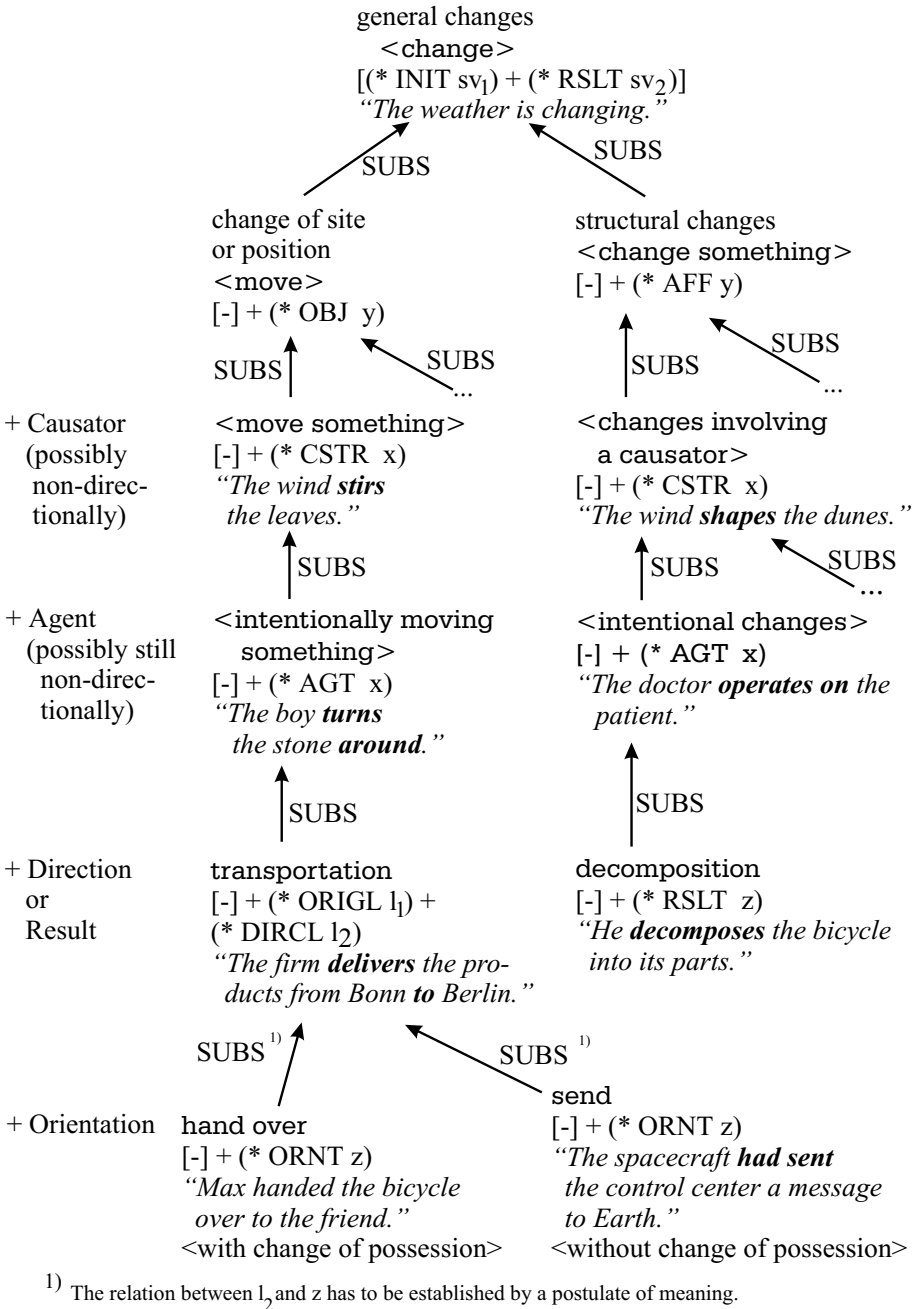 general changes
<change>
[(* INIT sv1) + (* RSLT sv2)]
“The weather is changing.”
SUBS
SUBS
change of site
or position
<move>
[-] + (* OBJ y)
structural changes
<change something>
[-] + (* AFF y)
SUBS
SUBS
...
SUBS
SUBS
...
+ Causator
(possibly
non-direc-
tionally)
<move something>
[-] + (* CSTR x)
“The wind stirs
the leaves.”
<changes involving
a causator>
[-] + (* CSTR x)
“The wind shapes the dunes.”
SUBS
SUBS
SUBS
...
+ Agent
(possibly still
non-direc-
tionally)
<intentionally moving
something>
[-] + (* AGT x)
“The boy turns
the stone around.”
<intentional changes>
[-] + (* AGT x)
“The doctor operates on the
patient.”
SUBS
SUBS
+ Direction
or
Result
transportation
[-] + (* ORIGL l1) +
(* DIRCL l2)
“The firm delivers the pro-
ducts from Bonn to Berlin.”
decomposition
[-] + (* RSLT z)
“He decomposes the bicycle
into its parts.”
SUBS 1)
SUBS 1)
+ Orientation
hand over
[-] + (* ORNT z)
“Max handed the bicycle
over to the friend.”
<with change of possession>
send
[-] + (* ORNT z)
“The spacecraft had sent
the control center a message
to Earth.”
<without change of possession>
1) The relation between l2 and z has to be established by a postulate of meaning.